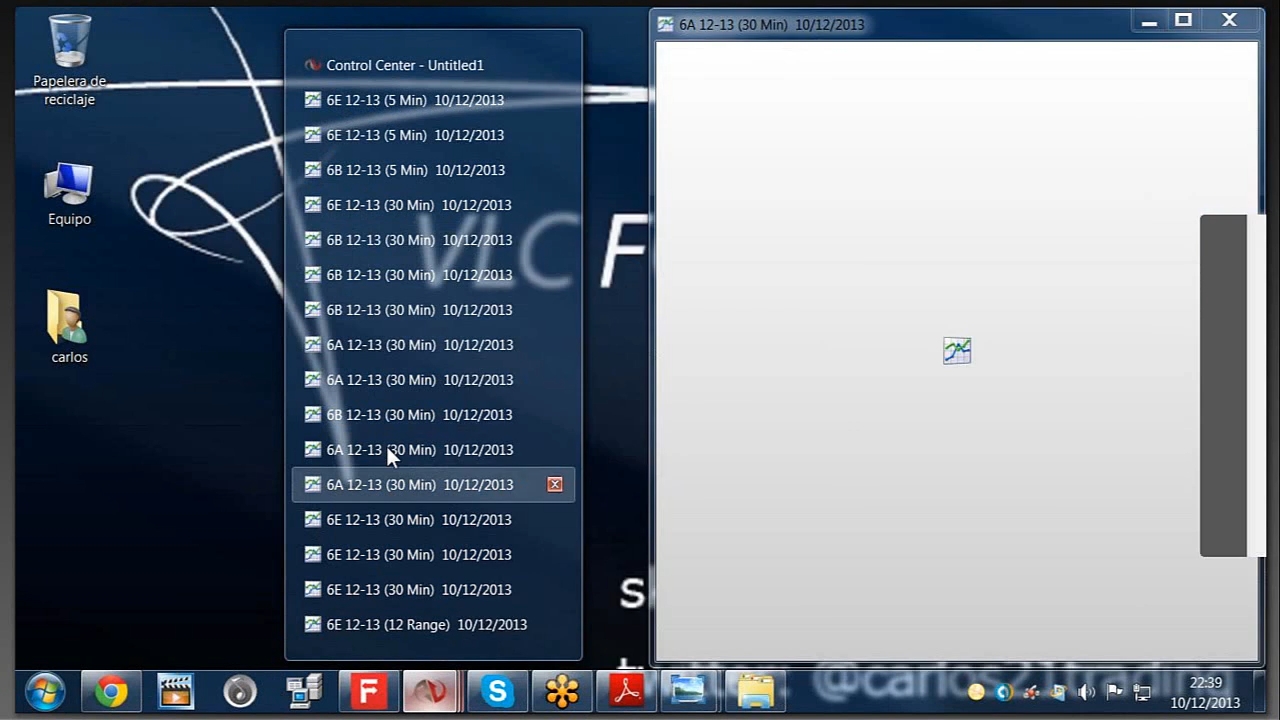 Papelera de
reciclaje
Equipo
carlos
Control Center - Untitled1
6E 12-13 (5 Min) 10/12/2013
6E 12-13 (5 Min) 10/12/2013
6B 12-13 (5 Min) 10/12/2013
6E 12-13 (30 Min) 10/12/2013
6B 12-13 (30 Min) 10/12/2013
6B 12-13 (30 Min) 10/12/2013
6B 12-13 (30 Min) 10/12/2013
6A 12-13 (30 Min) 10/12/2013
6A 12-13 (30 Min) 10/12/2013
6B 12-13 (30 Min) 10/12/2013
6A 12-13 (30 Min) 10/12/2013
6A 12-13 (30 Min) 10/12/2013
6E 12-13 (30 Min) 10/12/2013
6E 12-13 (30 Min) 10/12/2013
6E 12-13 (30 Min) 10/12/2013
6E 12-13 (12 Range) 10/12/2013
VLC F
6A 12-13 (30 Min) 10/12/2013
22:39
10/12/2013